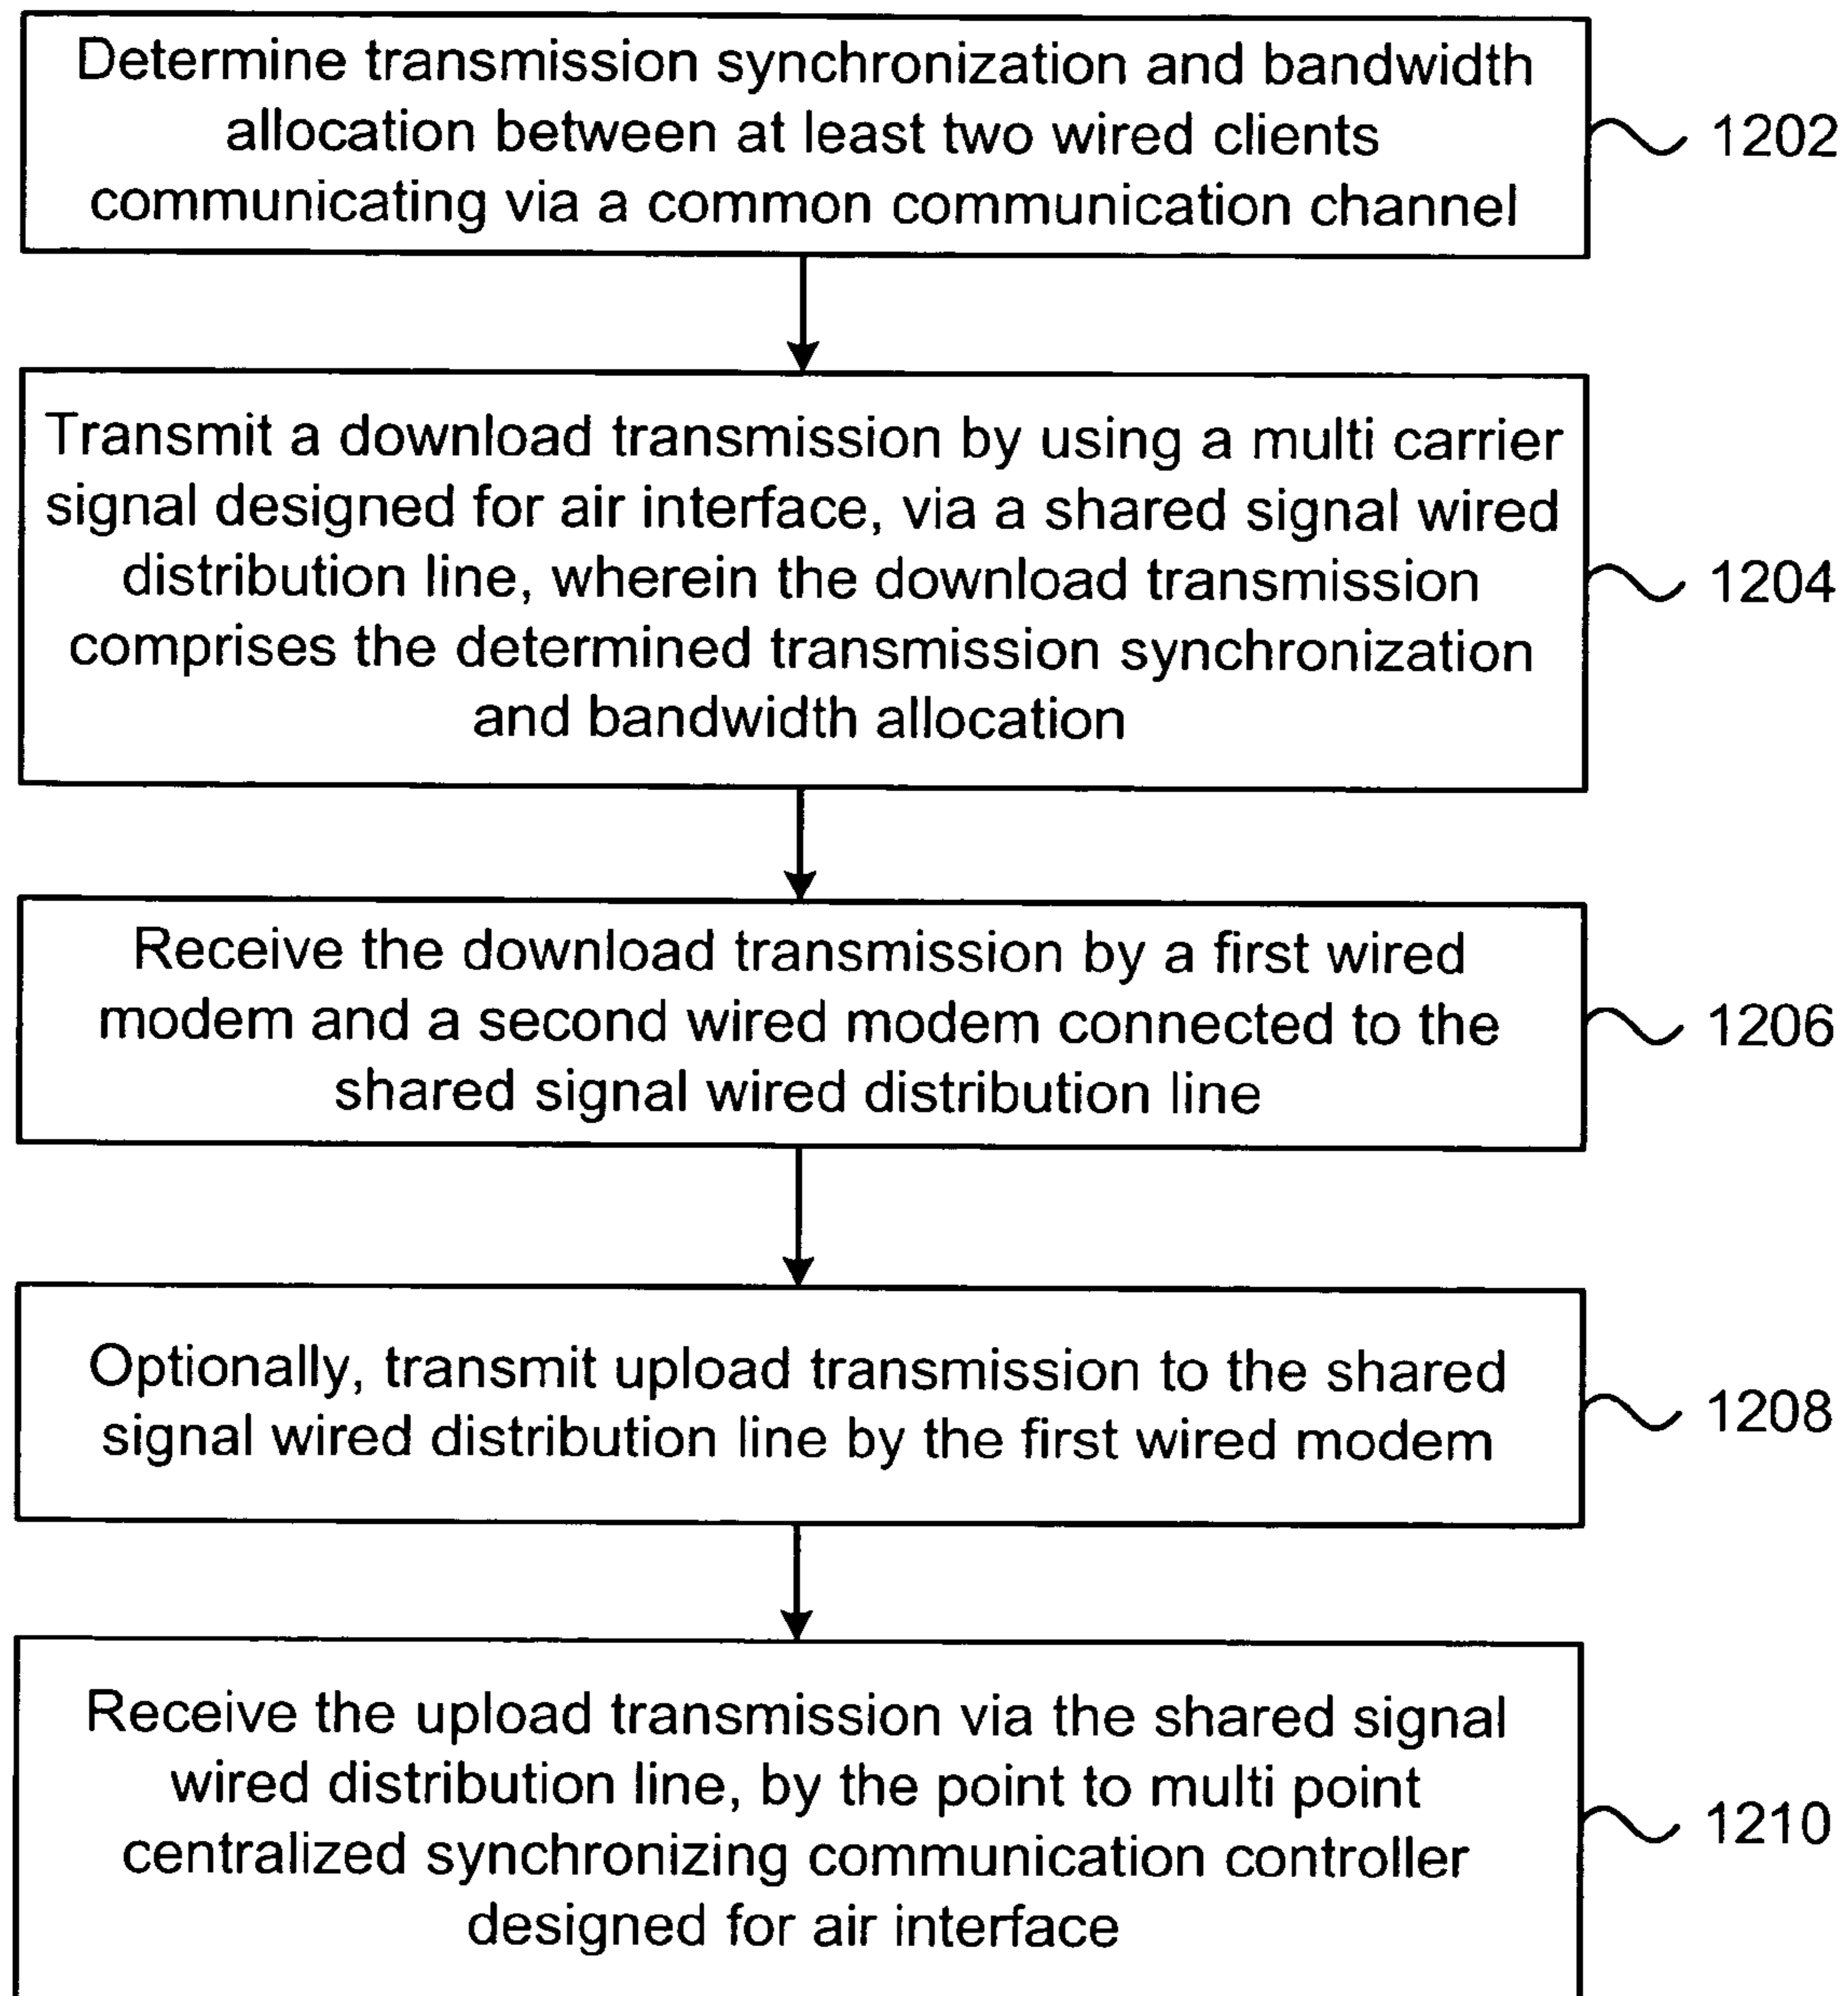 Determine transmission synchronization and bandwidth
allocation between at least two wired clients
communicating via a common communication channel
1202
Transmit a download transmission by using a multi carrier
signal designed for air interface, via a shared signal wired
distribution line, wherein the download transmission
comprises the determined transmission synchronization
and bandwidth allocation
1204
Receive the download transmission by a first wired
modem and a second wired modem connected to the
shared signal wired distribution line
1206
Optionally, transmit upload transmission to the shared
signal wired distribution line by the first wired modem
1208
Receive the upload transmission via the shared signal
wired distribution line, by the point to multi point
centralized synchronizing communication controller
designed for air interface
1210